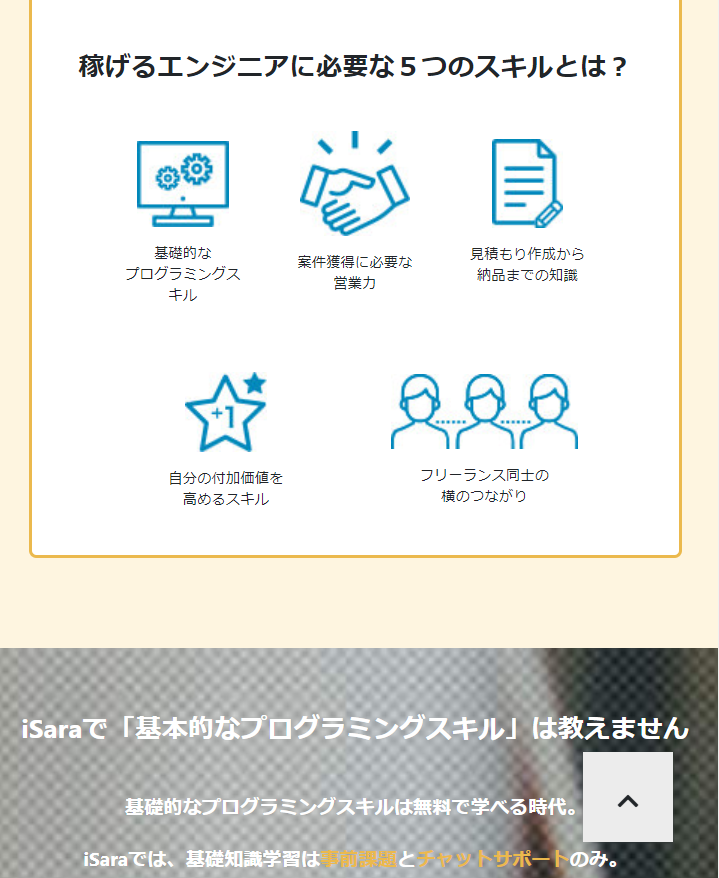 稼げるエンジニアに必要な５つのスキルとは？
基礎的な
プログラミングス
キル
案件獲得に必要な
営業力
見積もり作成から
納品までの知識
+1
自分の付加価値を
高めるスキル
フリーランス同士の
横のつながり
iSaraで「基本的なプログラミングスキル」は教えません
基礎的なプログラミングスキルは無料で学べる時代。
iSaraでは、基礎知識学習は事前課題とチャットサポートのみ。